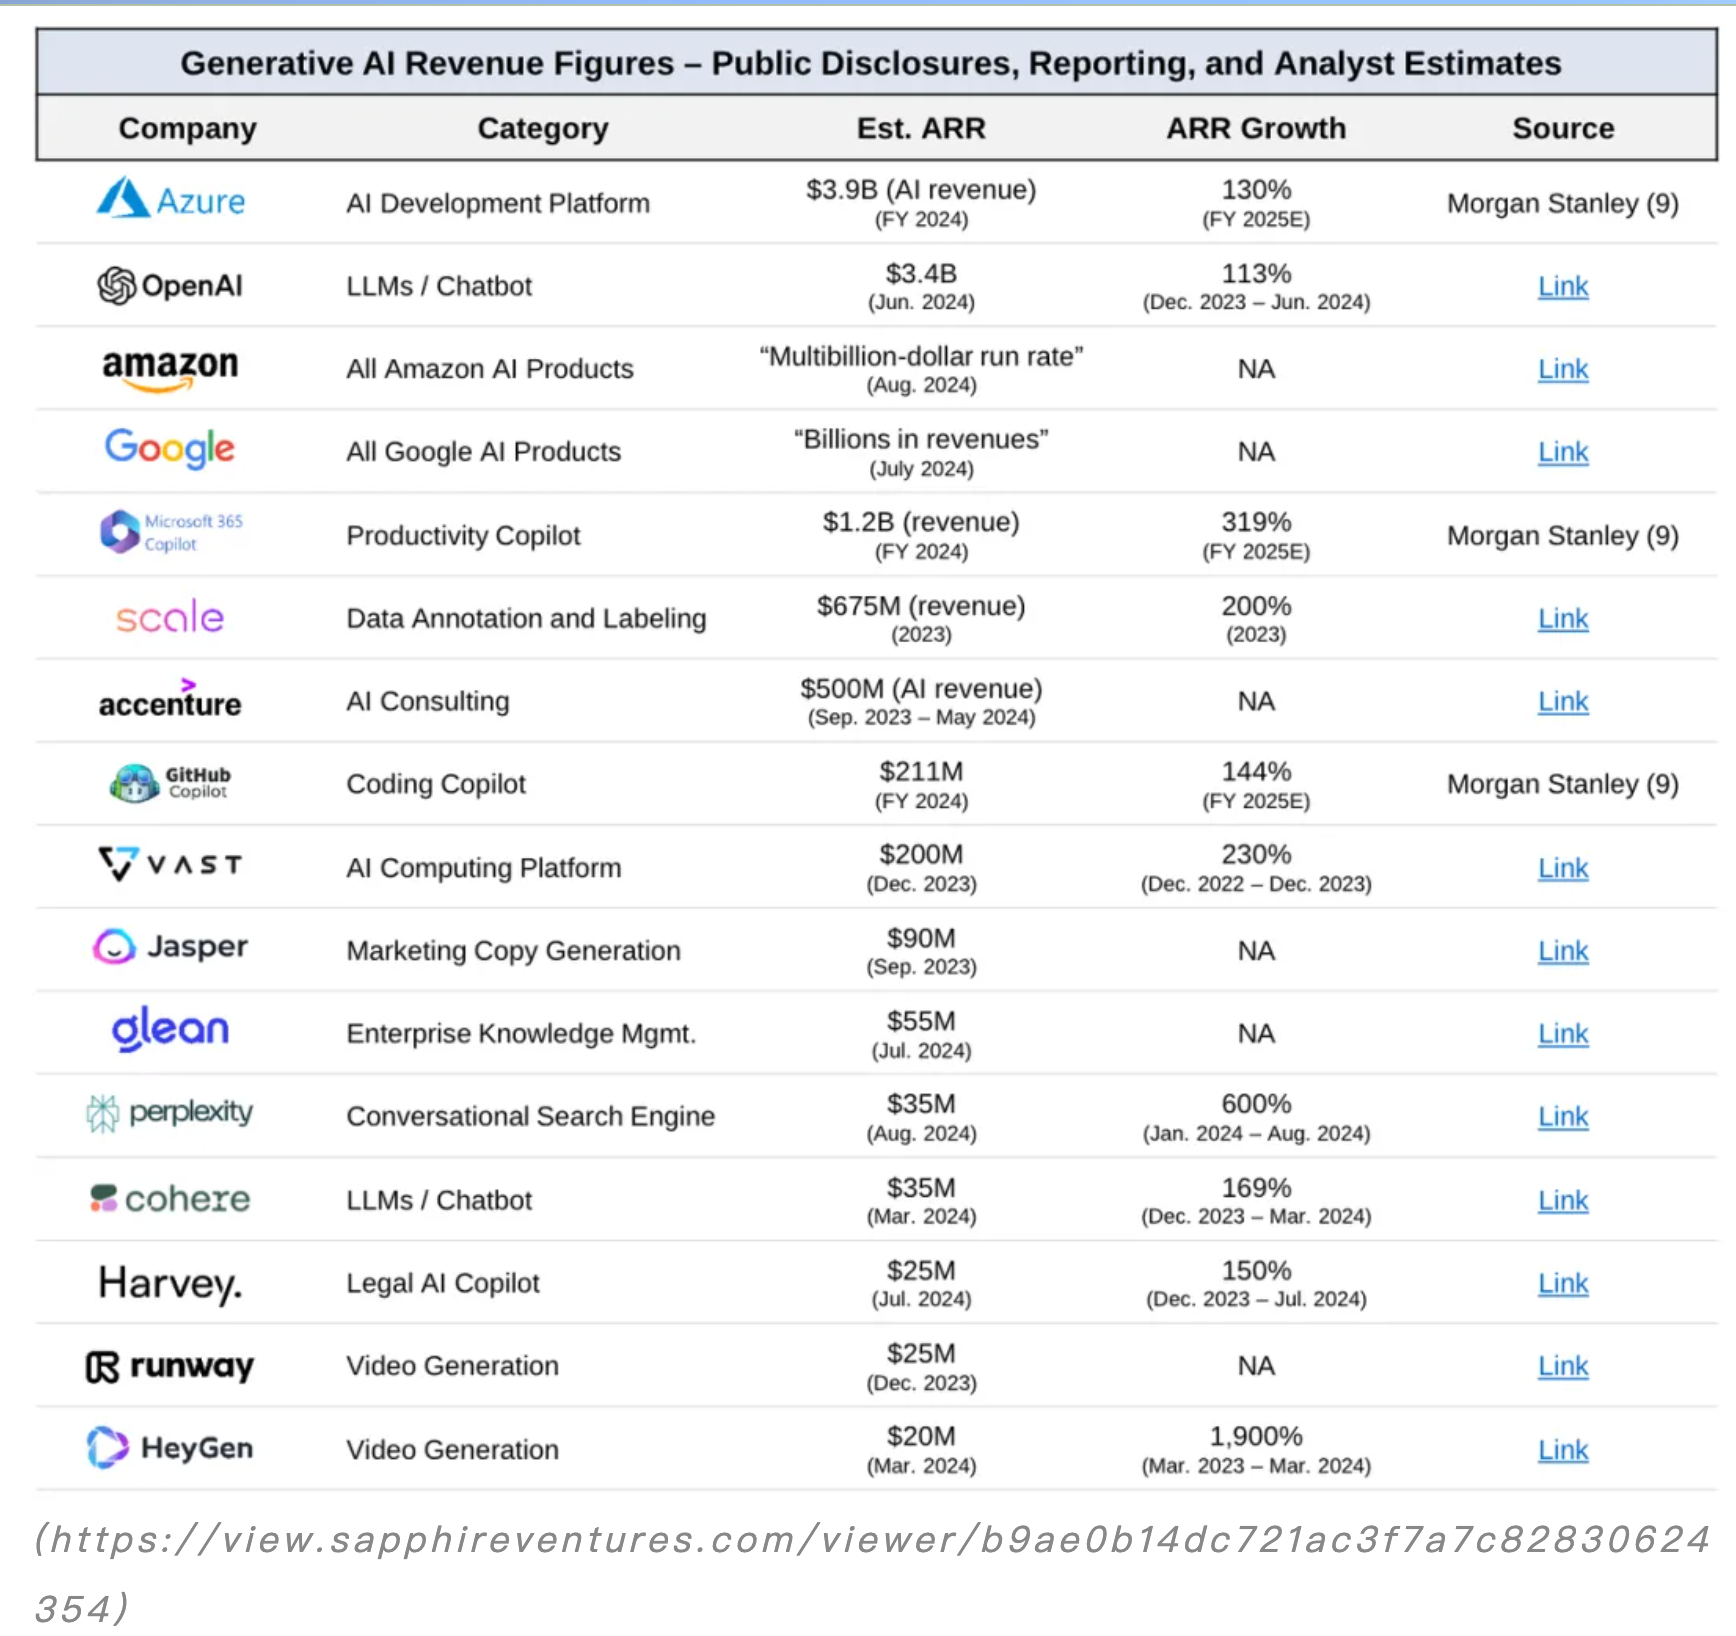 Generative AI Revenue Figures – Public Disclosures, Reporting, and Analyst Estimates
Company Category Est. ARR ARR Growth Source
Azure AI Development Platform $3.9B (AI revenue) 130% Morgan Stanley (9)
(FY 2024) (FY 2025E)
OpenAI LLMs / Chatbot $3.4B 113% Link
(Jun. 2024) (Dec. 2023 – Jun. 2024)
amazon All Amazon AI Products “Multibillion-dollar run rate” NA Link
(Aug. 2024)
Google All Google AI Products “Billions in revenues” NA Link
(July 2024)
Microsoft 365 Copilot Productivity Copilot $1.2B (revenue) 319% Morgan Stanley (9)
(FY 2024) (FY 2025E)
scale Data Annotation and Labeling $675M (revenue) 200% Link
(2023) (2023)
accenture AI Consulting $500M (AI revenue) NA Link
(Sep. 2023 – May 2024)
GitHub Copilot Coding Copilot $211M 144% Morgan Stanley (9)
(FY 2024) (FY 2025E)
VAST AI Computing Platform $200M 230% Link
(Dec. 2023) (Dec. 2022 – Dec. 2023)
Jasper Marketing Copy Generation $90M NA Link
(Sep. 2023)
glean Enterprise Knowledge Mgmt. $55M NA Link
(Jul. 2024)
perplexity Conversational Search Engine $35M 600% Link
(Aug. 2024) (Jan. 2024 – Aug. 2024)
cohere LLMs / Chatbot $35M 169% Link
(Mar. 2024) (Dec. 2023 – Mar. 2024)
Harvey. Legal AI Copilot $25M 150% Link
(Jul. 2024) (Dec. 2023 – Jul. 2024)
runway Video Generation $25M NA Link
(Dec. 2023)
HeyGen Video Generation $20M 1,900% Link
(Mar. 2024) (Mar. 2023 – Mar. 2024)
(https://view.sapphireventures.com/viewer/b9ae0b14dc721ac3f7a7c82830624
354)